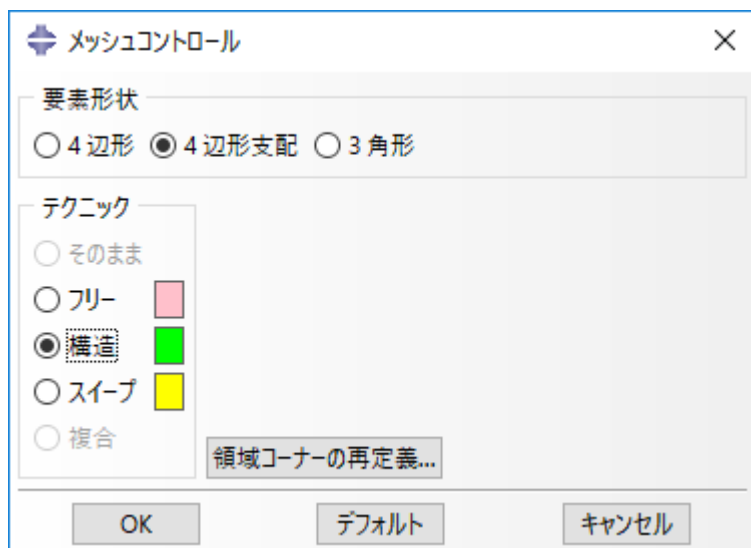 メッシュコントロール
要素形状
4 辺形 4 辺形支配 3 角形
テクニック
そのまま
フリー
構造
スイープ
複合
領域コーナーの再定義...
OK デフォルト キャンセル